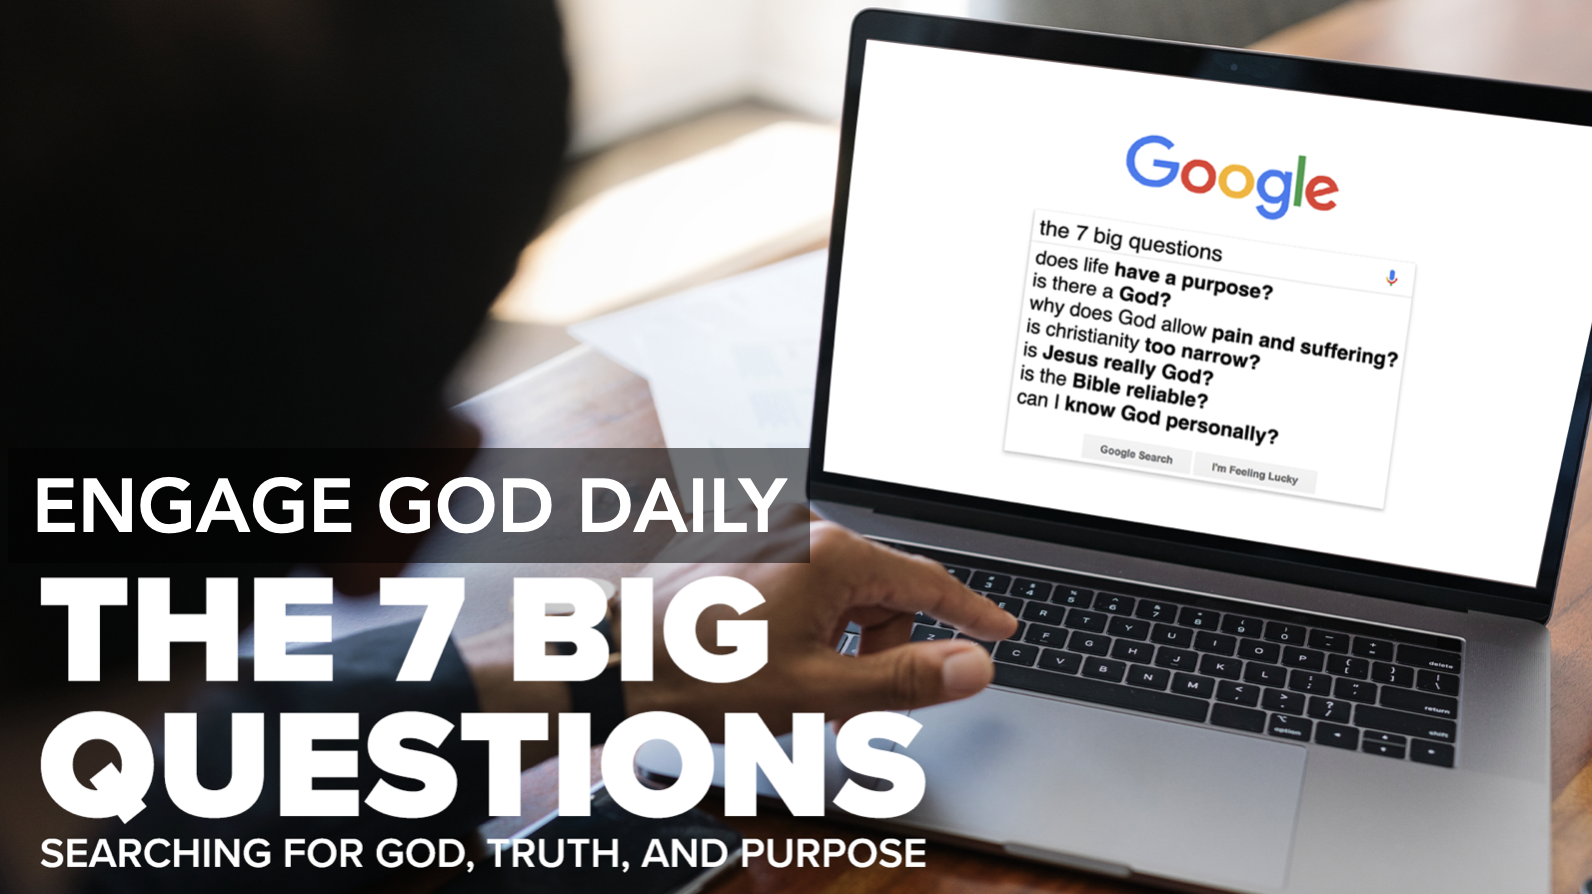 Google
the 7 big questions
does life have a purpose?
is there a God?
why does God allow pain and suffering?
is christianity too narrow?
is Jesus really God?
is the Bible reliable?
can I know God personally?
Google Search
I'm Feeling Lucky
ENGAGE GOD DAILY
THE 7 BIG
QUESTIONS
SEARCHING FOR GOD, TRUTH, AND PURPOSE